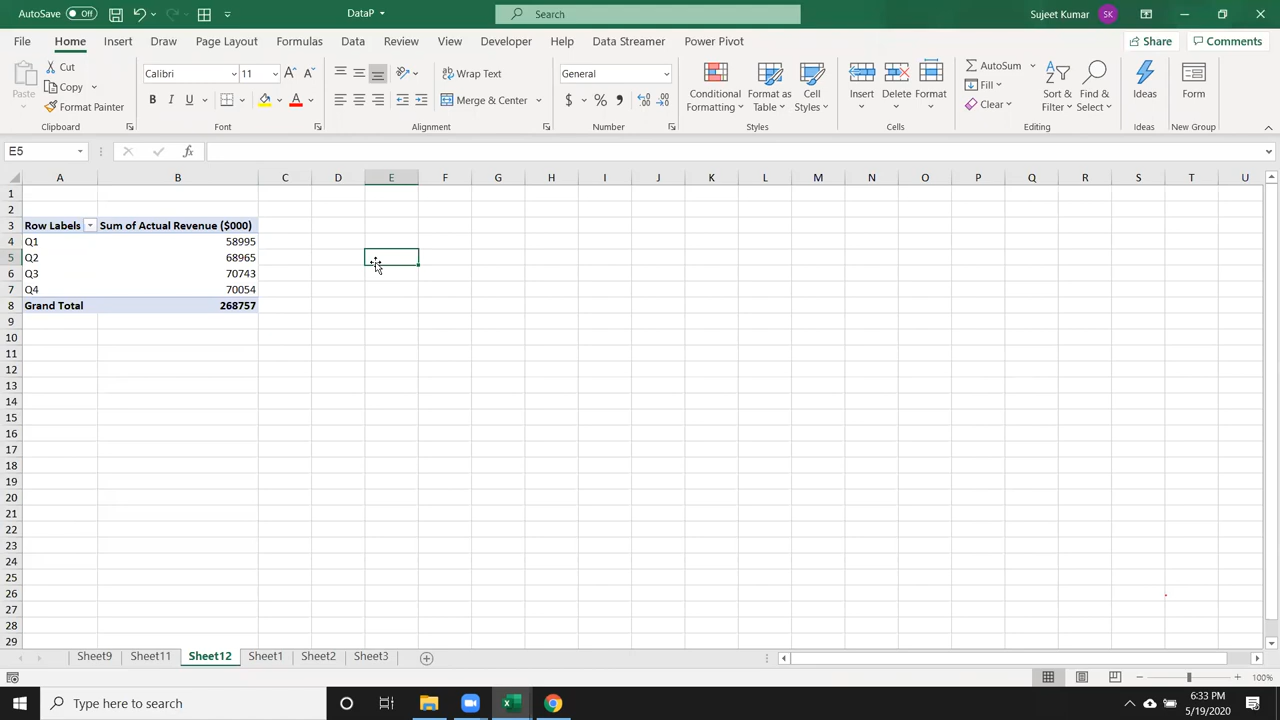 AutoSave Off DataP Search Sujeet Kumar SK
File Home Insert Draw Page Layout Formulas Data Review View Developer Help Data Streamer Power Pivot Share Comments
Paste Cut Copy Format Painter Clipboard
Calibri 11 B I U A Font
Wrap Text Merge & Center Alignment
General $ % , Number
Conditional Formatting Format as Table Cell Styles Styles
Insert Delete Format Cells
AutoSum Fill Clear Sort & Filter Find & Select Editing
Ideas Ideas
Form New Group
E5 fx
A B C D E F G H I J K L M N O P Q R S T U
1
2
3 Row Labels Sum of Actual Revenue ($000)
4 Q1 58995
5 Q2 68965
6 Q3 70743
7 Q4 70054
8 Grand Total 268757
9
10
11
12
13
14
15
16
17
18
19
20
21
22
23
24
25
26
27
28
29
Sheet9 Sheet11 Sheet12 Sheet1 Sheet2 Sheet3
100%
Type here to search
6:33 PM
5/19/2020